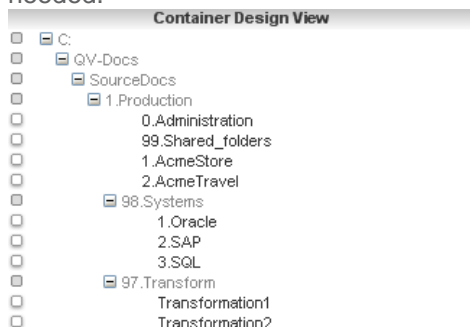 needed.
Container Design View
C:
QV-Docs
SourceDocs
1.Production
0.Administration
99.Shared_folders
1.AcmeStore
2.AcmeTravel
98.Systems
1.Oracle
2.SAP
3.SQL
97.Transform
Transformation1
Transformation2